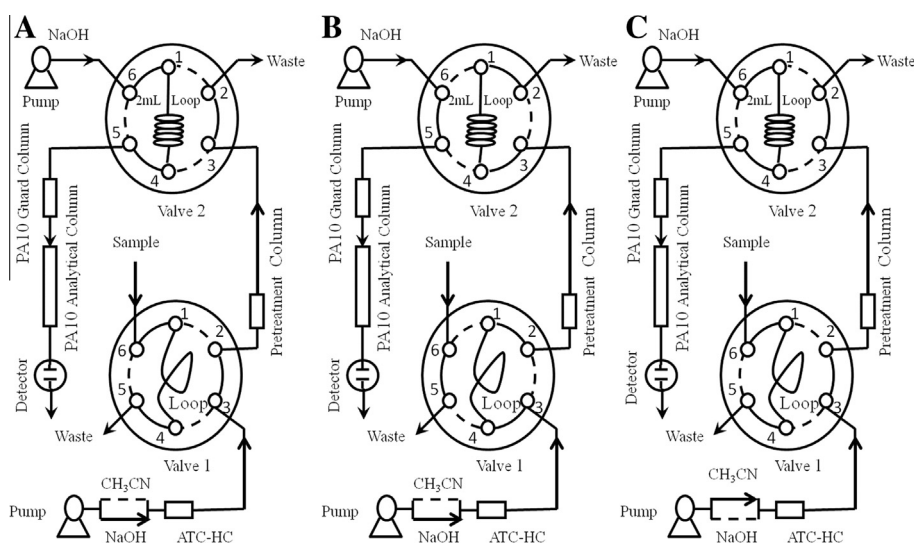 A
NaOH
Pump
1
2
3
4
5
6
2mL Loop
Waste
Valve 2
PA10 Guard Column
PA10 Analytical Column
Detector
Sample
Pretreatment Column
1
2
3
4
5
6
Loop
Waste
Valve 1
CH₃CN
Pump
NaOH
ATC-HC
B
NaOH
Pump
1
2
3
4
5
6
2mL Loop
Waste
Valve 2
PA10 Guard Column
PA10 Analytical Column
Detector
Sample
Pretreatment Column
1
2
3
4
5
6
Loop
Waste
Valve 1
CH₃CN
Pump
NaOH
ATC-HC
C
NaOH
Pump
1
2
3
4
5
6
2mL Loop
Waste
Valve 2
PA10 Guard Column
PA10 Analytical Column
Detector
Sample
Pretreatment Column
1
2
3
4
5
6
Loop
Waste
Valve 1
CH₃CN
Pump
NaOH
ATC-HC